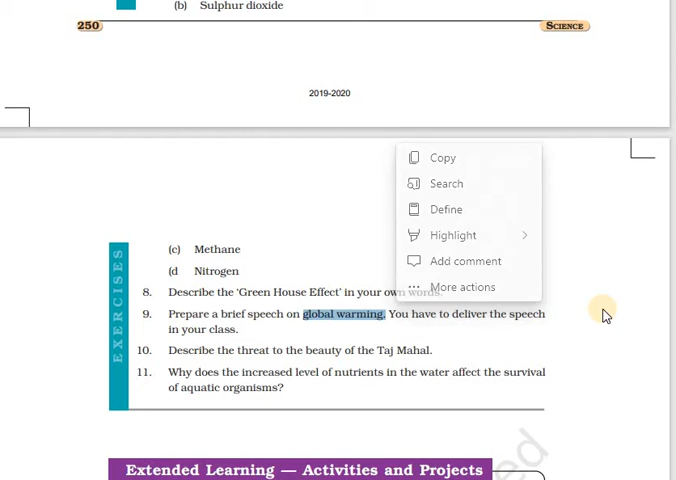 (b) Sulphur dioxide
250 SCIENCE
2019-2020
Copy
Search
Define
Highlight
Add comment
More actions
EXERCISES
(c) Methane
(d Nitrogen
8. Describe the 'Green House Effect' in your own words.
9. Prepare a brief speech on global warming. You have to deliver the speech
in your class.
10. Describe the threat to the beauty of the Taj Mahal.
11. Why does the increased level of nutrients in the water affect the survival
of aquatic organisms?
Extended Learning — Activities and Projects